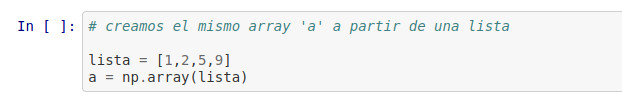 In [ ]: # creamos el mismo array 'a' a partir de una lista
lista = [1,2,5,9]
a = np.array(lista)